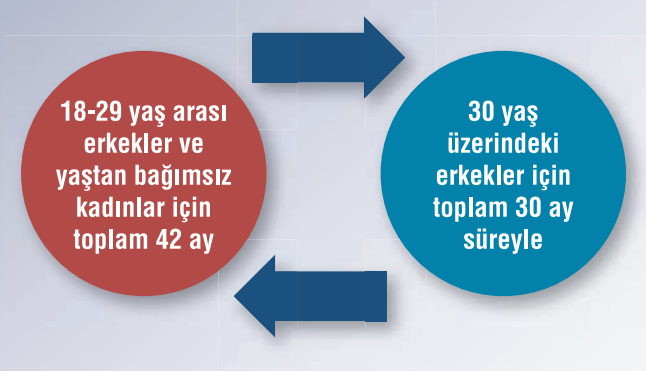 18-29 yaş arası
erkekler ve
yaştan bağımsız
kadınlar için
toplam 42 ay
30 yaş
üzerindeki
erkekler için
toplam 30 ay
süreyle